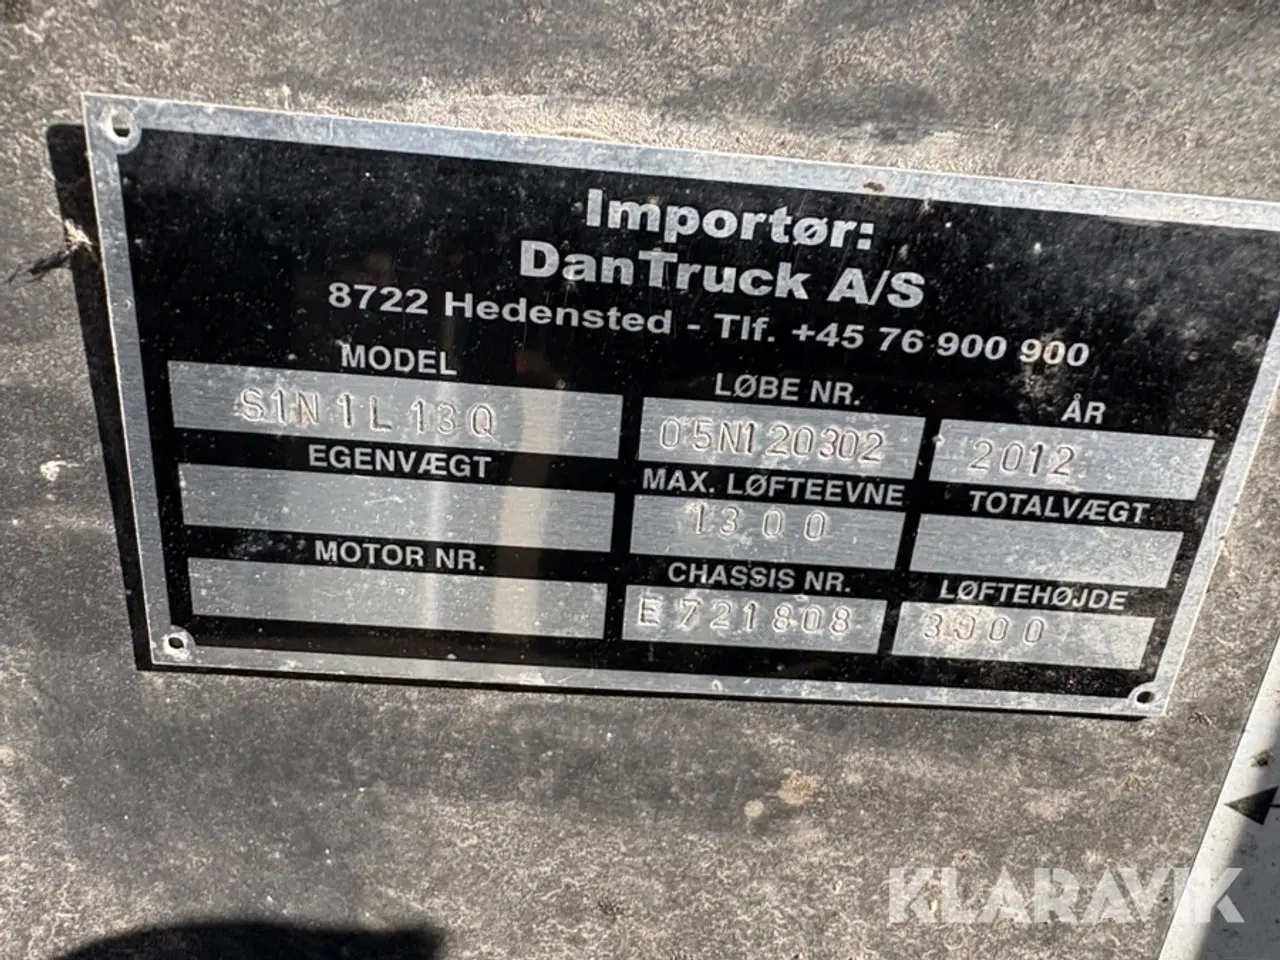 Importør:
DanTruck A/S
8722 Hedensted - Tlf. +45 76 900 900
MODEL LØBE NR. ÅR
S1N1L13Q 05N120302 2012
EGENVÆGT MAX. LØFTEEVNE TOTALVÆGT
1300
MOTOR NR. CHASSIS NR. LØFTEHØJDE
E721808 3000
KLARAVIK